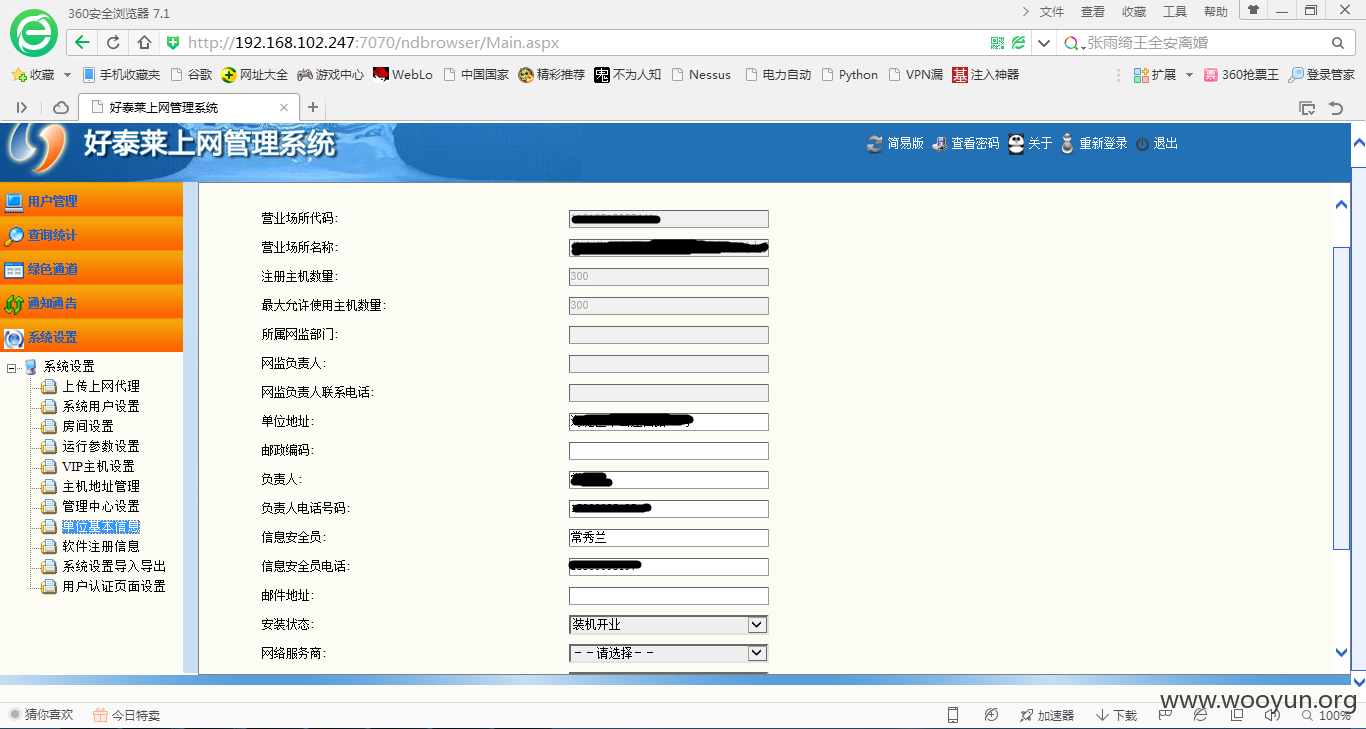 360安全浏览器 7.1
文件 查看 收藏 工具 帮助
http://192.168.102.247:7070/ndbrowser/Main.aspx
张雨绮王全安离婚
收藏 手机收藏夹 谷歌 网址大全 游戏中心 WebLo 中国国家 精彩推荐 不为人知 Nessus 电力自动 Python VPN漏 注入神器 扩展 360抢票王 登录管家
好泰莱上网管理系统
好泰莱上网管理系统
简易版 查看密码 关于 重新登录 退出
用户管理
查询统计
绿色通道
通知通告
系统设置
系统设置
上传上网代理
系统用户设置
房间设置
运行参数设置
VIP主机设置
主机地址管理
管理中心设置
单位基本信息
软件注册信息
系统设置导入导出
用户认证页面设置
营业场所代码:
营业场所名称:
注册主机数量: 300
最大允许使用主机数量: 300
所属网监部门:
网监负责人:
网监负责人联系电话:
单位地址:
邮政编码:
负责人:
负责人电话号码:
信息安全员: 常秀兰
信息安全员电话:
邮件地址:
安装状态: 装机开业
网络服务商: --请选择--
www.wooyun.org
猜你喜欢 今日特卖 加速器 下载 100%